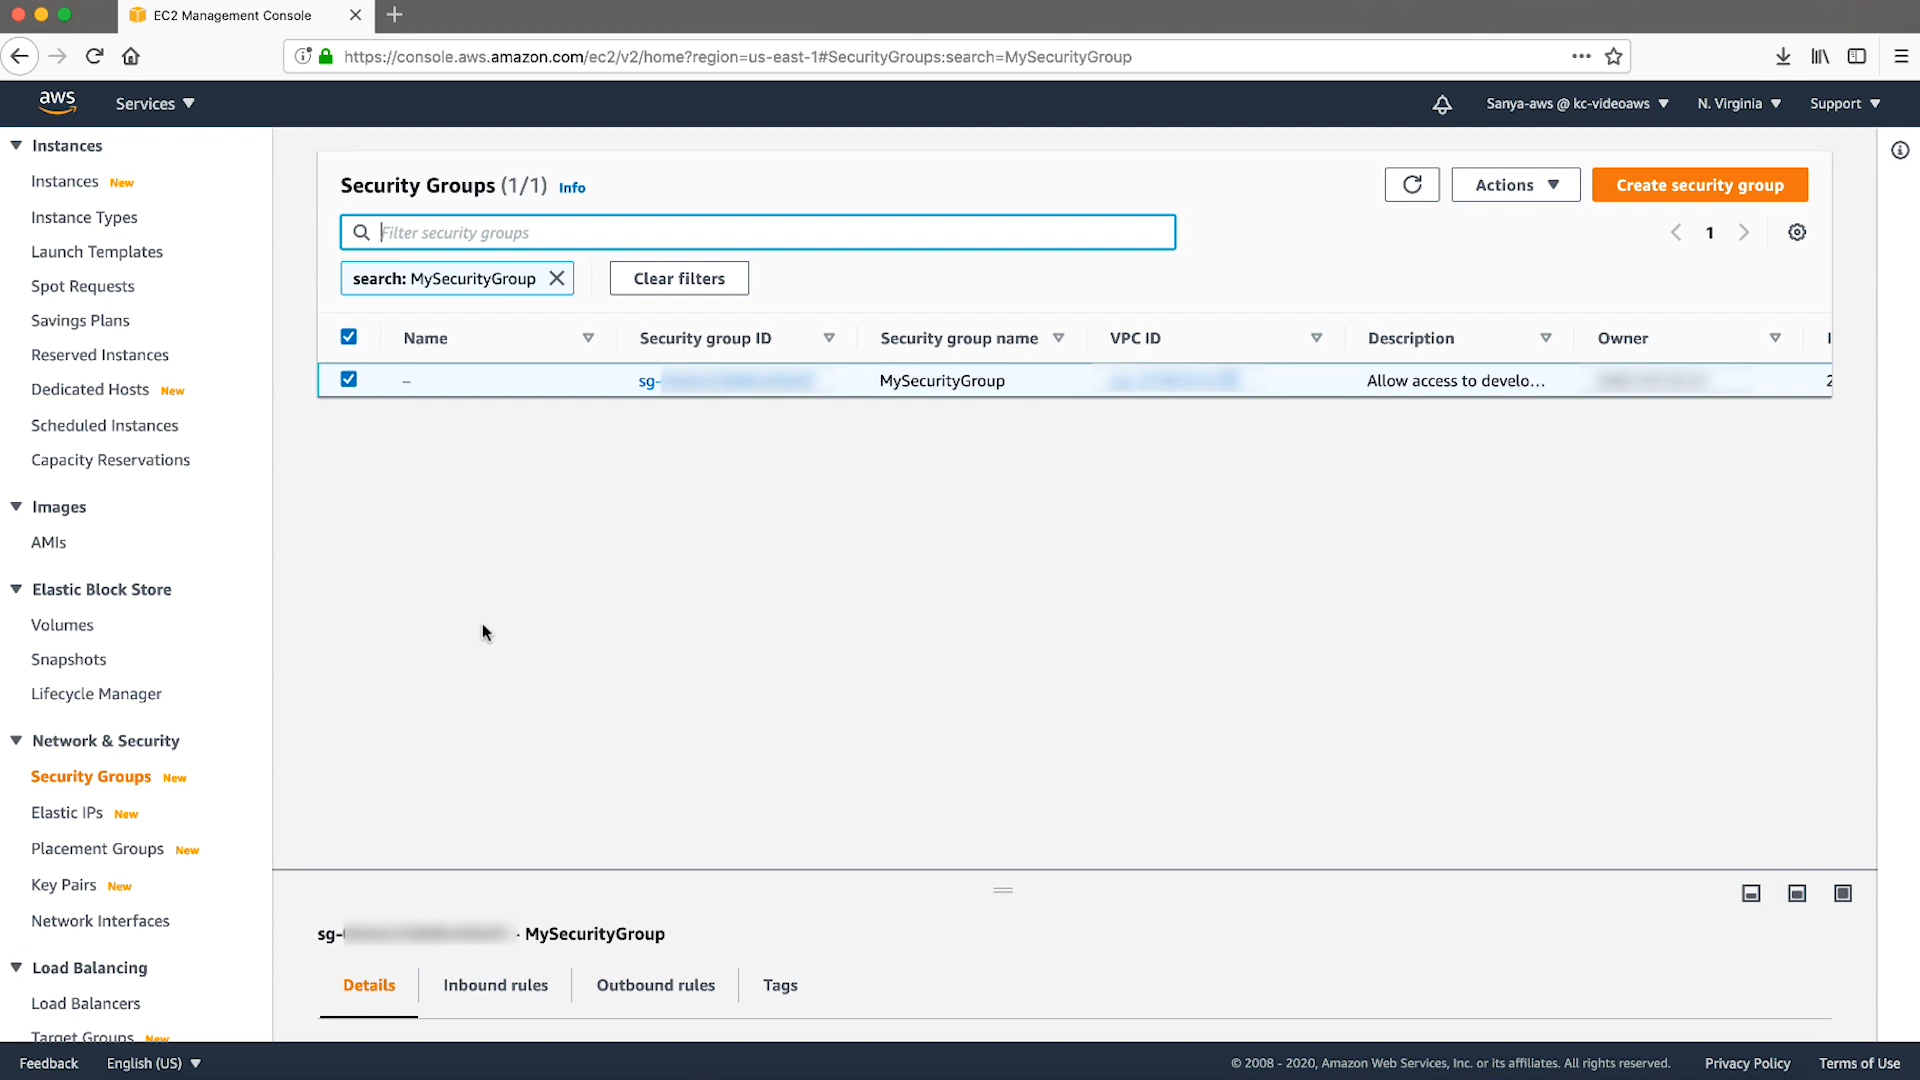 EC2 Management Console
https://console.aws.amazon.com/ec2/v2/home?region=us-east-1#SecurityGroups:search=MySecurityGroup
aws Services Sanya-aws @ kc-videoaws N. Virginia Support
Instances
Instances New
Instance Types
Launch Templates
Spot Requests
Savings Plans
Reserved Instances
Dedicated Hosts New
Scheduled Instances
Capacity Reservations
Images
AMIs
Elastic Block Store
Volumes
Snapshots
Lifecycle Manager
Network & Security
Security Groups New
Elastic IPs New
Placement Groups New
Key Pairs New
Network Interfaces
Load Balancing
Load Balancers
Target Groups New
Security Groups (1/1) Info
Actions Create security group
Filter security groups
1
search: MySecurityGroup Clear filters
Name Security group ID Security group name VPC ID Description Owner
– sg- MySecurityGroup Allow access to develo...
sg- - MySecurityGroup
Details Inbound rules Outbound rules Tags
Feedback English (US) © 2008 - 2020, Amazon Web Services, Inc. or its affiliates. All rights reserved. Privacy Policy Terms of Use